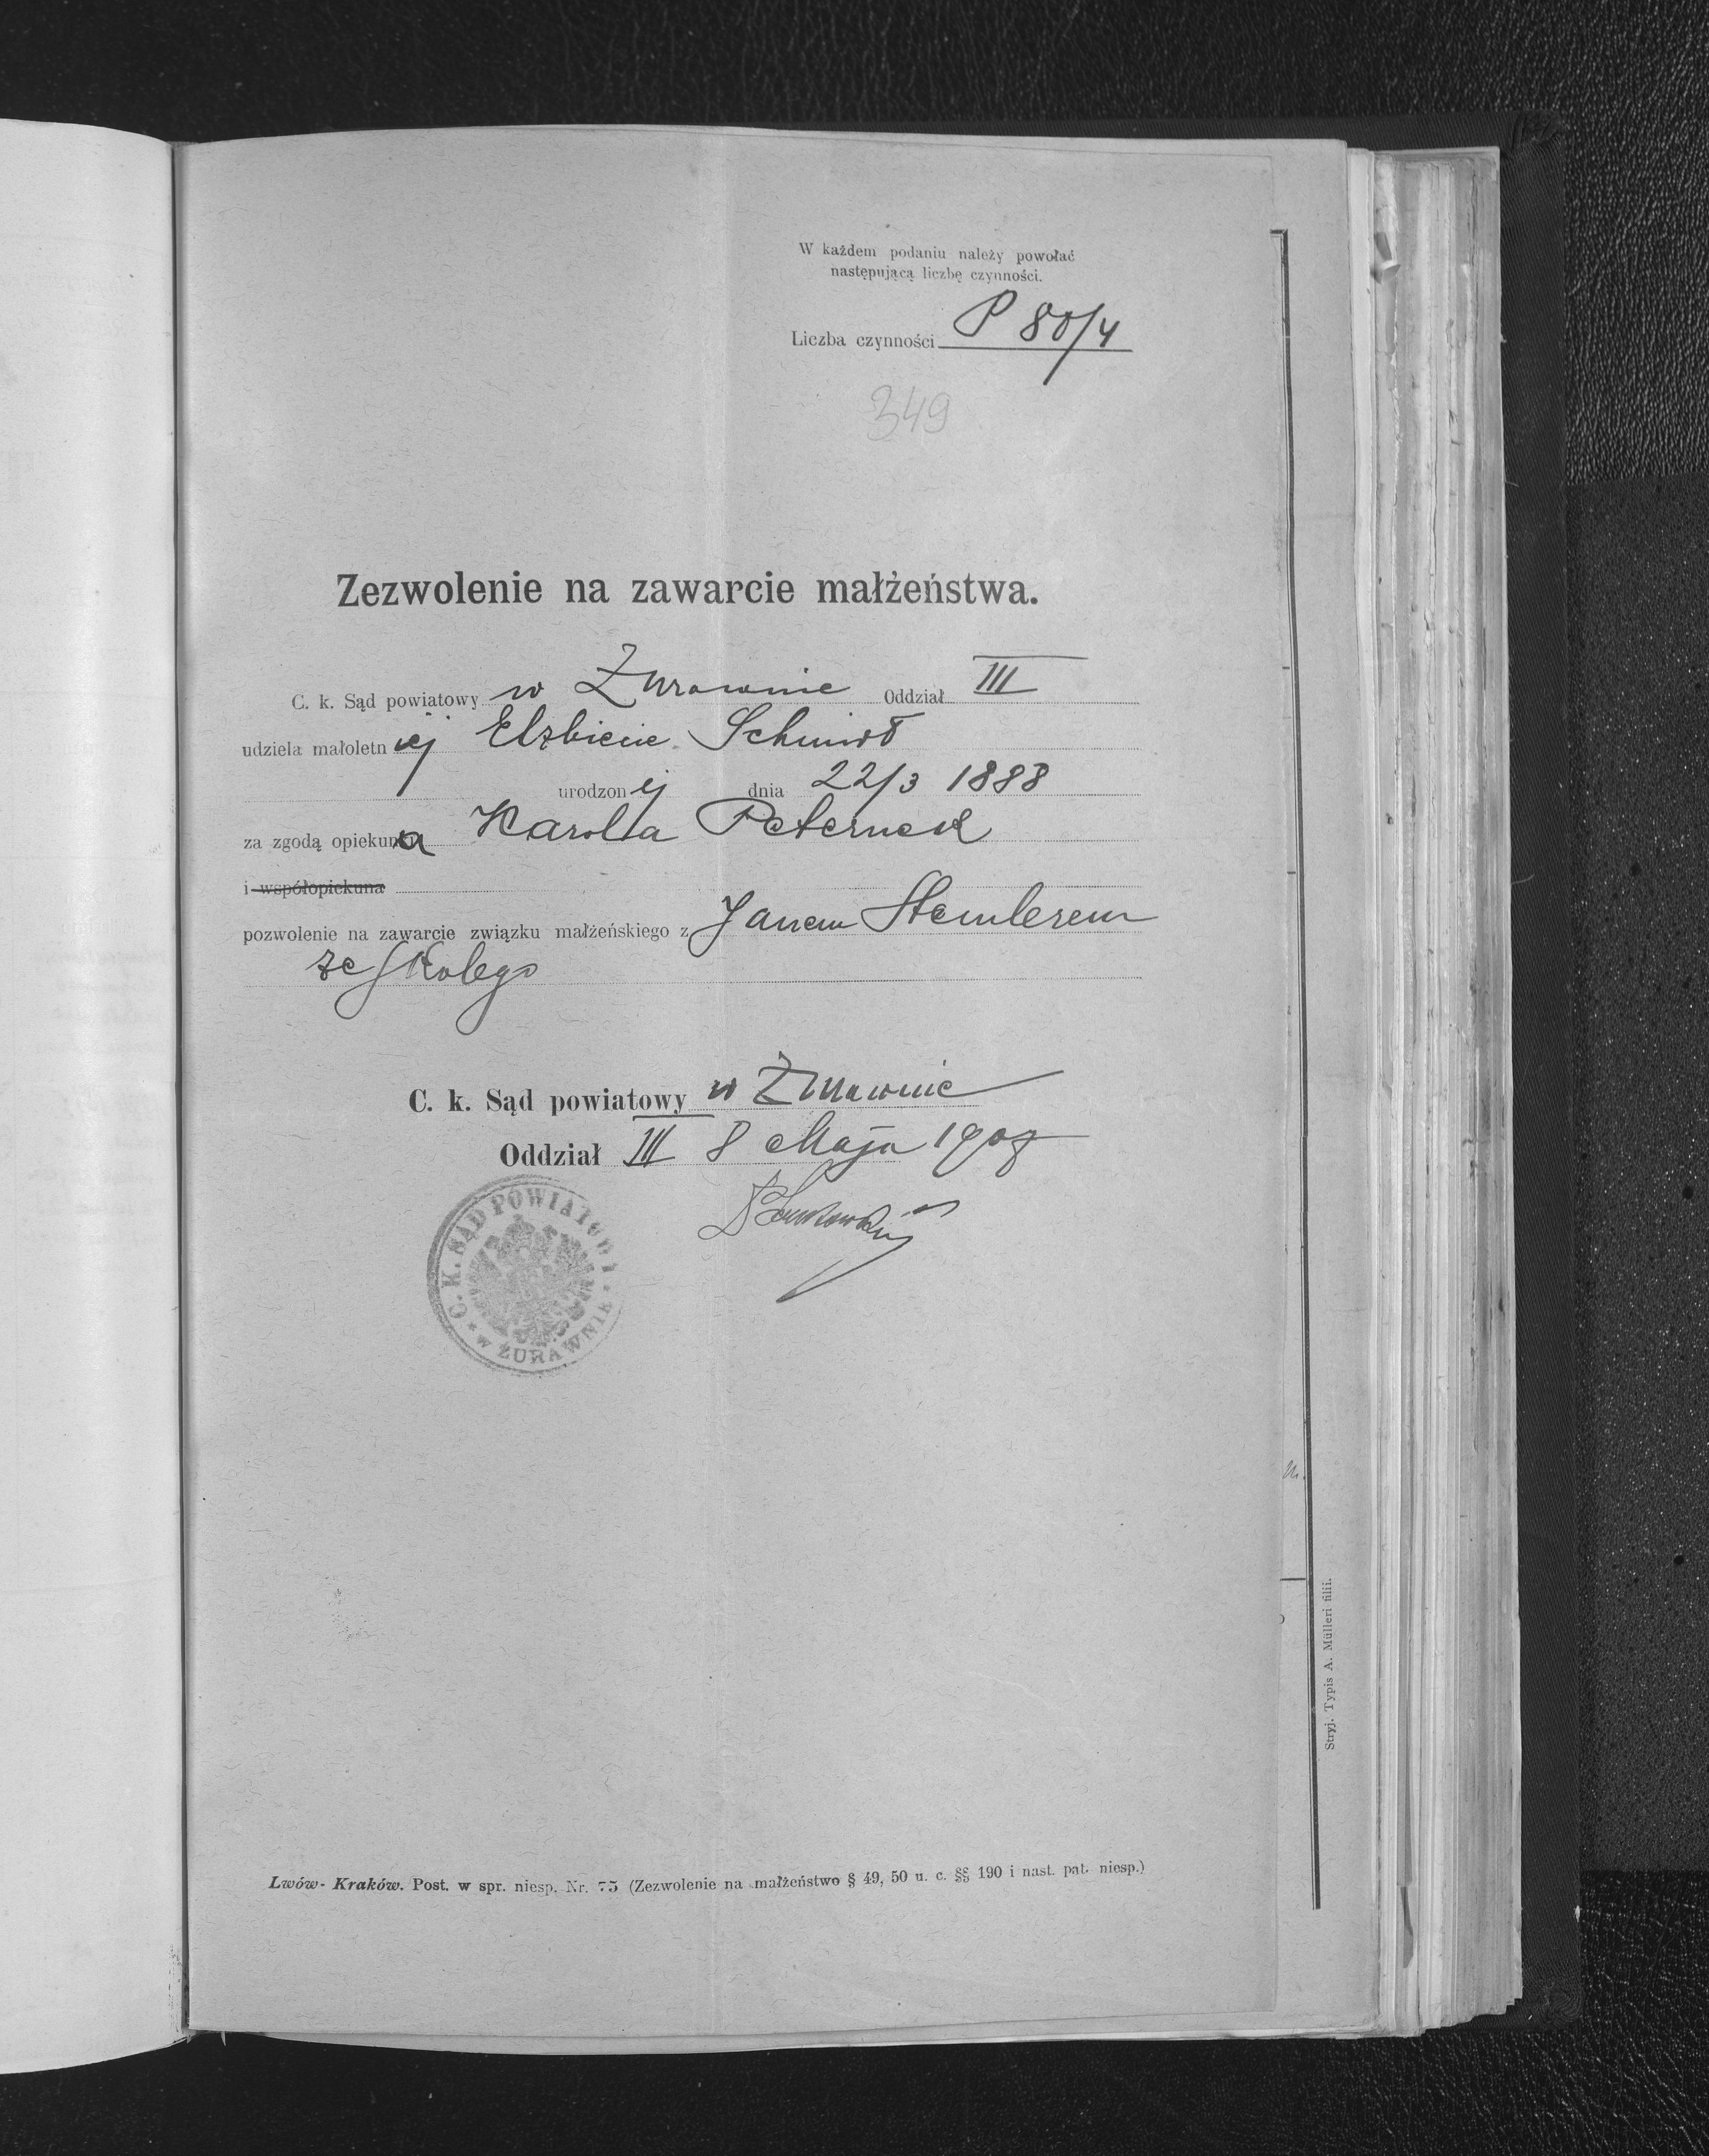 W każdem podaniu należy powołać
następującą liczbę czynności.
Liczba czynności P 80/4
349
Zezwolenie na zawarcie małżeństwa.
C. k. Sąd powiatowy w Żurawnie Oddział III
udziela małoletniej Elżbiecie Schmidt
urodzonej dnia 22/3 1888
za zgodą opiekuna Karola
i współopiekuna
pozwolenie na zawarcie związku małżeńskiego z Janem Stemlerem
ze Skolego
C. k. Sąd powiatowy w Żurawnie
Oddział III 8 Maja 1908
C. K. SĄD POWIATOWY
* W ŻURAWNIE *
Lwów-Kraków. Post. w spr. niesp. Nr. 75 (Zezwolenie na małżeństwo § 49, 50 u. c. §§ 190 i nast. pat. niesp.)
Stryj. Typis A. Mülleri filii.